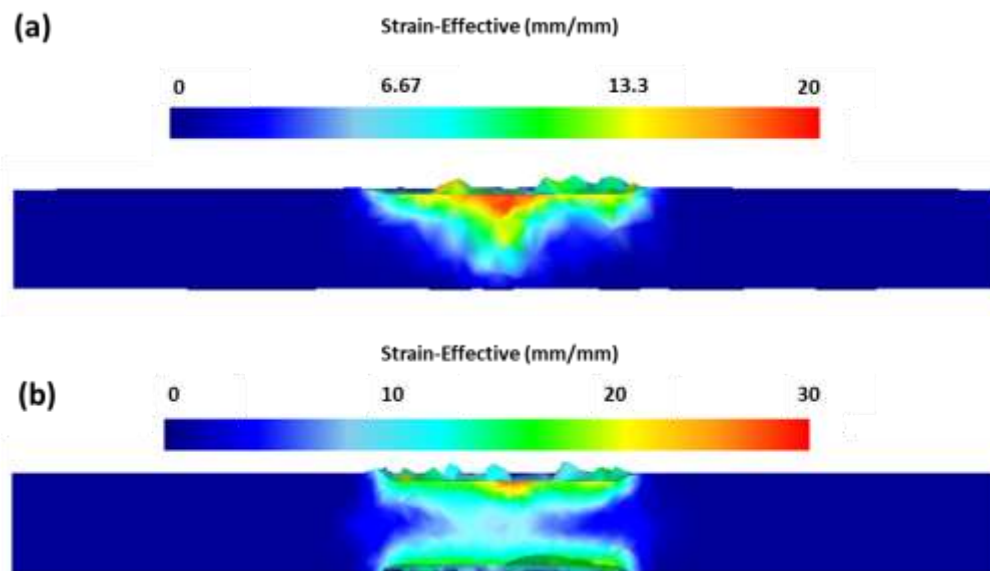 (a)
Strain-Effective (mm/mm)
0 6.67 13.3 20
Strain-Effective (mm/mm)
(b)
0 10 20 30